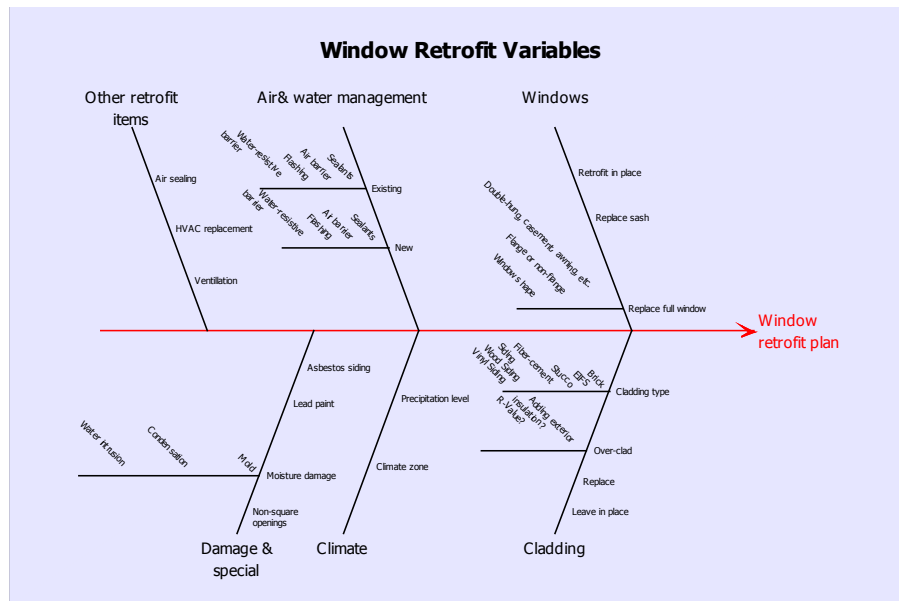 Window Retrofit Variables
Other retrofit
items
Air& water management
Windows
Air sealing
HVAC replacement
Ventillation
Water-resistive
barrier
Flashing
Air barrier
Sealants
Existing
Water-resistive
barrier
Flashing
Air barrier
Sealants
New
Retrofit in place
Replace sash
Double-hung, casement, awning, etc.
Flange or non-flange
Window shape
Replace full window
Window
retrofit plan
Asbestos siding
Lead paint
Water intrusion
Condensation
Mold
Moisture damage
Non-square
openings
Precipitation level
Climate zone
Vinyl Siding
Wood Siding
Fiber-cement
Siding
Stucco
EIFS
Brick
Cladding type
Adding exterior
insulation?
R-Value?
Over-clad
Replace
Leave in place
Damage &
special
Climate
Cladding